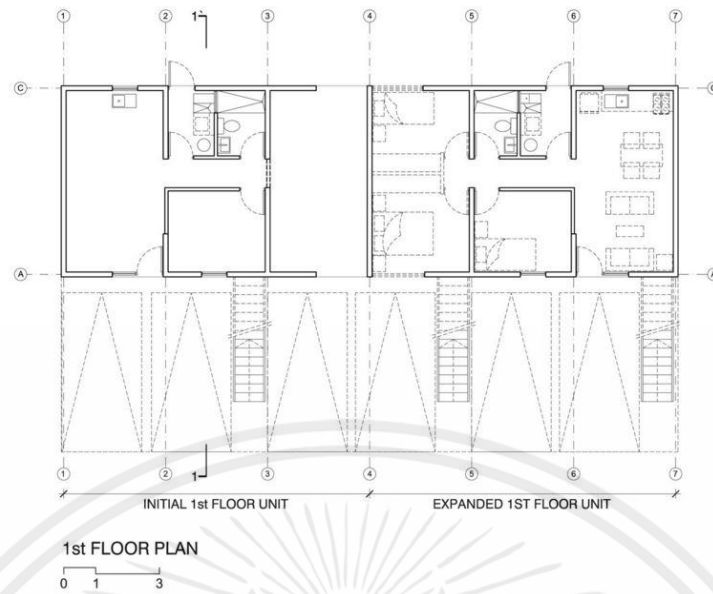 1 2 3 4 5 6 7
1'
C C
A A
1 2 3 4 5 6 7
1
INITIAL 1st FLOOR UNIT EXPANDED 1ST FLOOR UNIT
1st FLOOR PLAN
0 1 3